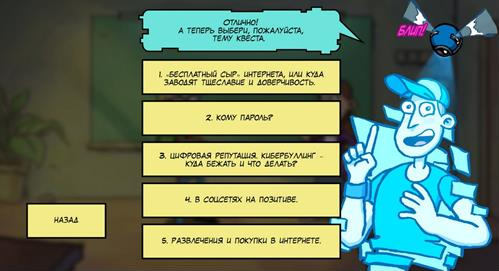 ОТЛИЧНО!
А ТЕПЕРЬ ВЫБЕРИ, ПОЖАЛУЙСТА,
ТЕМУ КВЕСТА.
БЛИП!
1. «БЕСПЛАТНЫЙ СЫР» ИНТЕРНЕТА, ИЛИ КУДА
ЗАВОДЯТ ТЩЕСЛАВИЕ И ДОВЕРЧИВОСТЬ.
2. КОМУ ПАРОЛЬ?
3. ЦИФРОВАЯ РЕПУТАЦИЯ. КИБЕРБУЛЛИНГ -
КУДА БЕЖАТЬ И ЧТО ДЕЛАТЬ?
4. В СОЦСЕТЯХ НА ПОЗИТИВЕ.
НАЗАД
5. РАЗВЛЕЧЕНИЯ И ПОКУПКИ В ИНТЕРНЕТЕ.